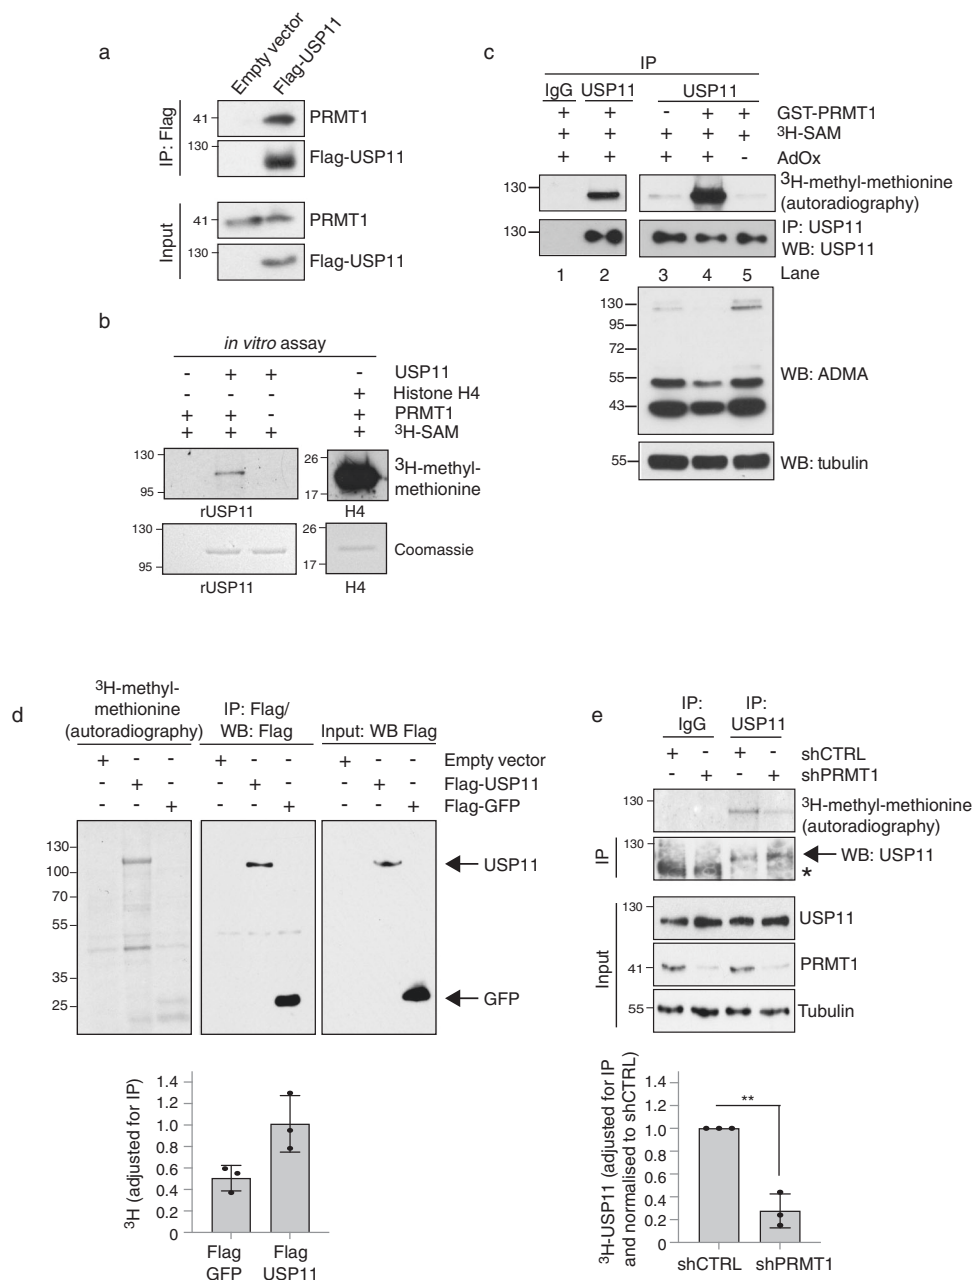 a
Empty vector
Flag-USP11
IP: Flag
41
PRMT1
130
Flag-USP11
Input
41
PRMT1
130
Flag-USP11
b
in vitro assay
- + + - USP11
- - - + Histone H4
+ + - + PRMT1
+ + + + ³H-SAM
130
95
26
17
³H-methyl-
methionine
rUSP11
H4
130
95
26
17
Coomassie
rUSP11
H4
c
IP
IgG USP11 USP11
+ + - + + GST-PRMT1
+ + + + + ³H-SAM
+ + + + - AdOx
130
³H-methyl-methionine
(autoradiography)
130
IP: USP11
WB: USP11
1 2 3 4 5 Lane
130
95
72
55
43
WB: ADMA
55
WB: tubulin
d
³H-methyl-
methionine
(autoradiography)
IP: Flag/
WB: Flag
Input: WB Flag
+ - - + - - + - - Empty vector
- + - - + - - + - Flag-USP11
- - + - - + - - + Flag-GFP
130
100
70
55
35
25
USP11
GFP
³H (adjusted for IP)
1.4
1.2
1.0
0.8
0.6
0.4
0.2
0
Flag
GFP
Flag
USP11
e
IP:
IgG
IP:
USP11
+ - + - shCTRL
- + - + shPRMT1
130
³H-methyl-methionine
(autoradiography)
IP
130
WB: USP11
*
Input
130
USP11
41
PRMT1
55
Tubulin
³H-USP11 (adjusted for IP
and normalised to shCTRL)
1.4
1.2
1.0
0.8
0.6
0.4
0.2
0
**
shCTRL
shPRMT1